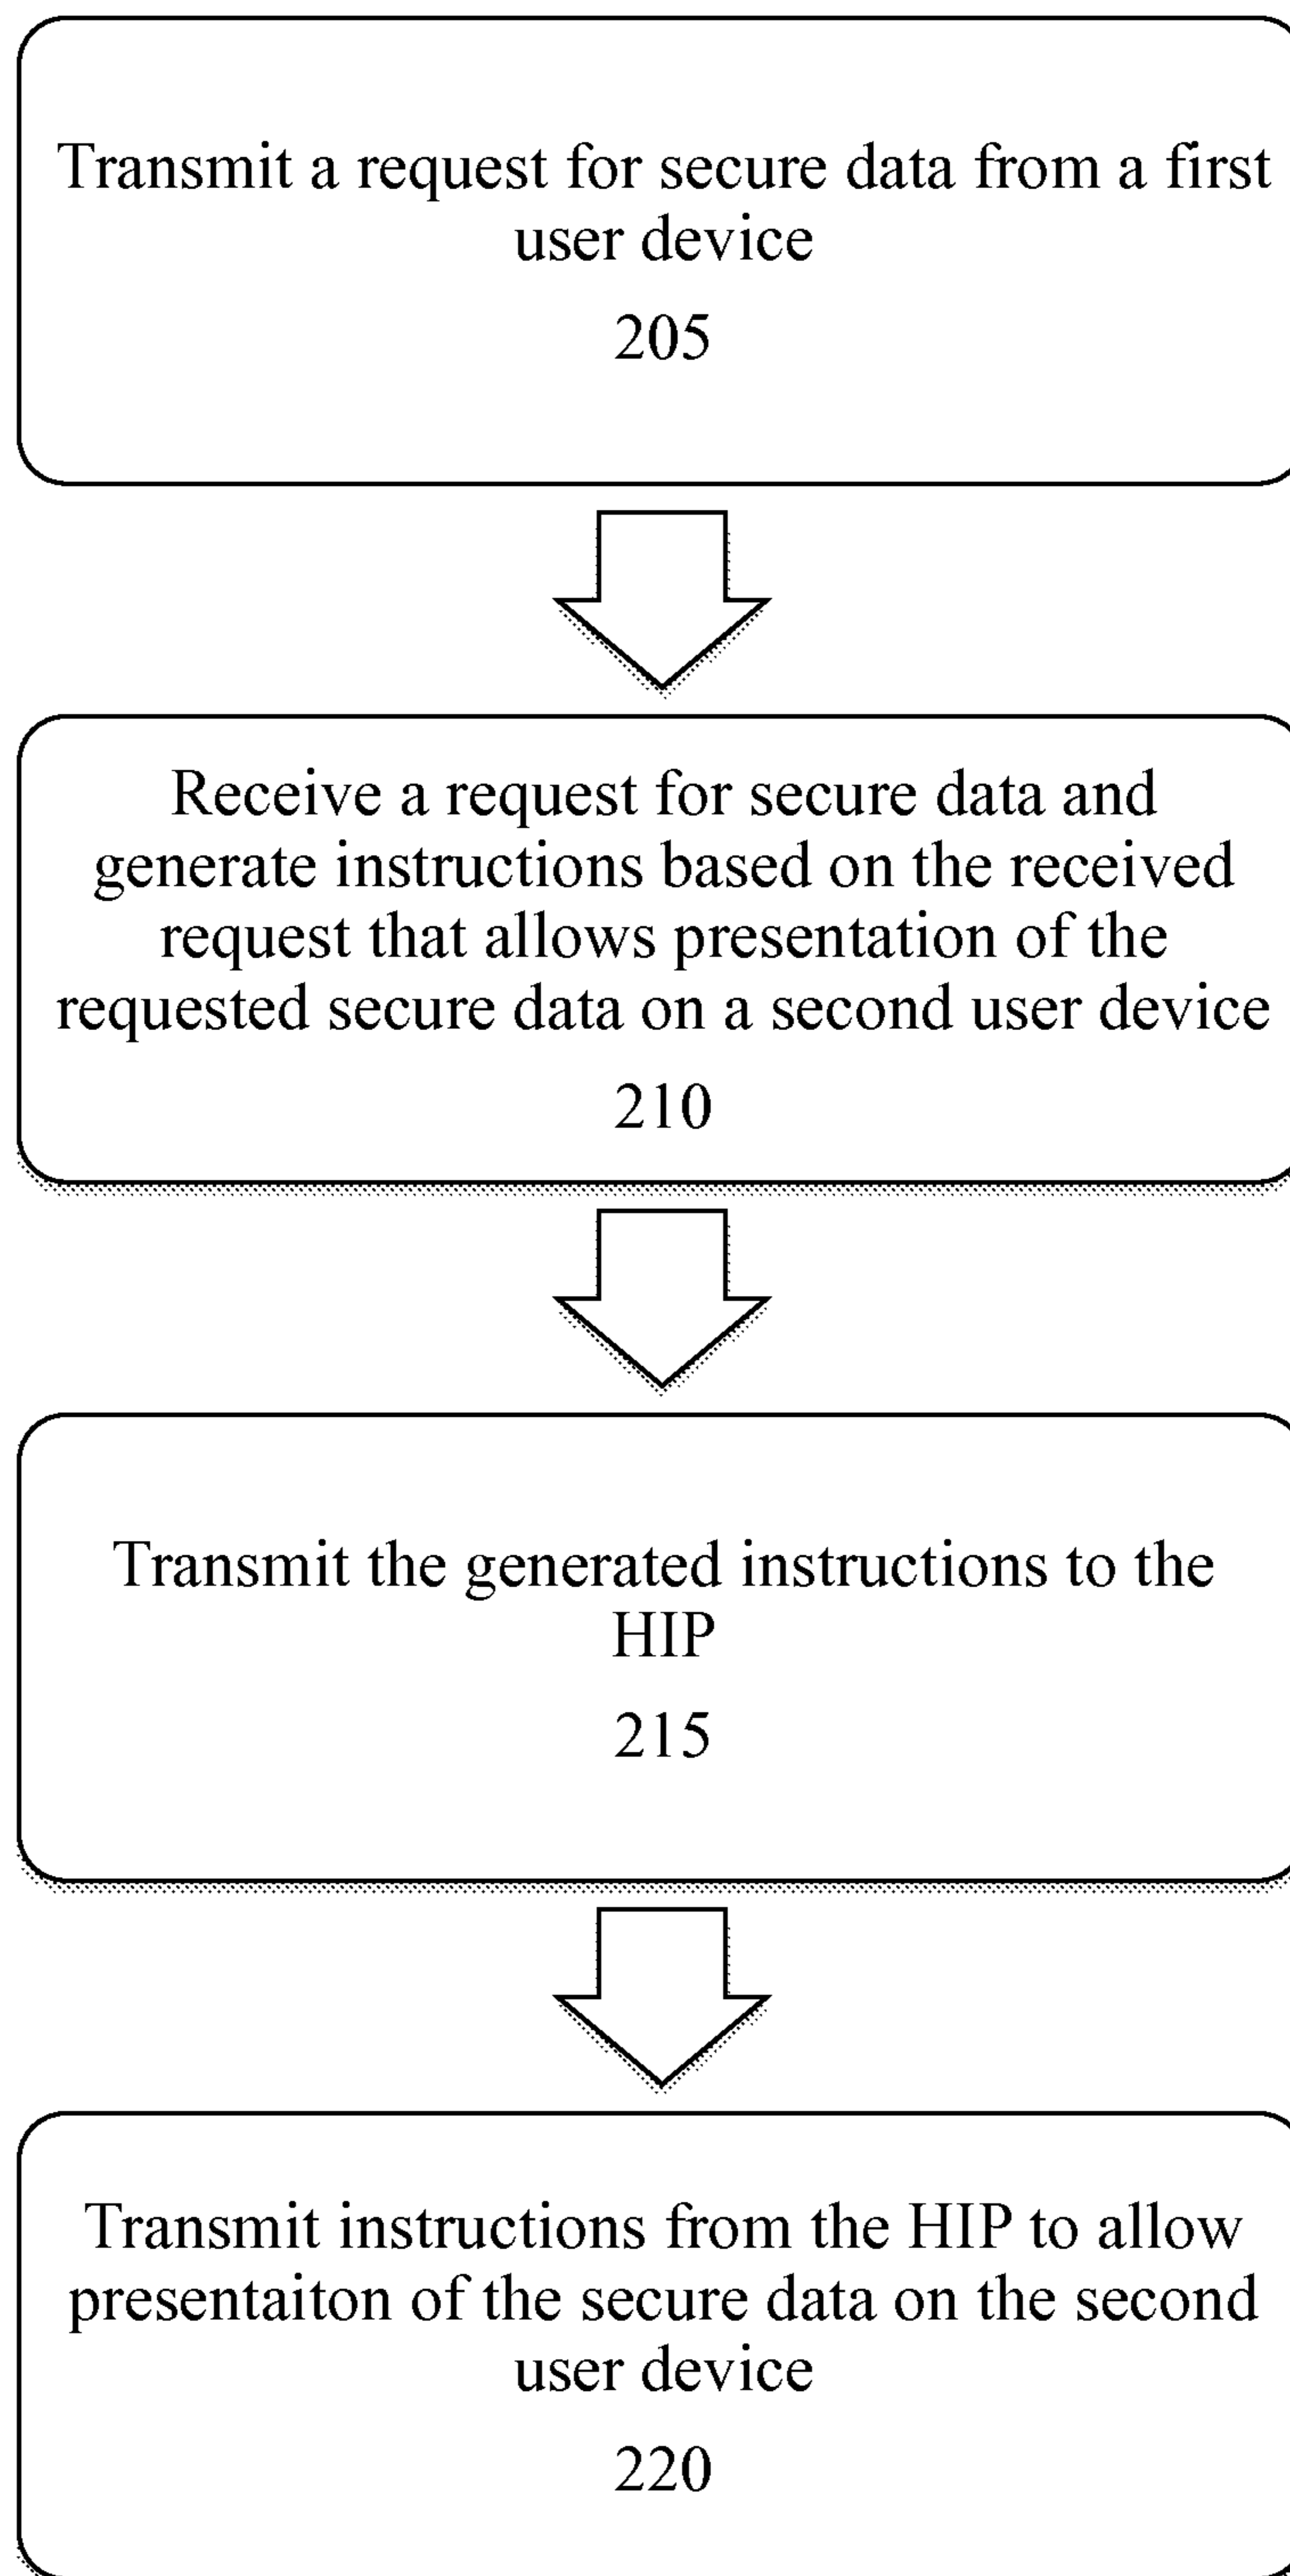 Transmit a request for secure data from a first
user device
205
Receive a request for secure data and
generate instructions based on the received
request that allows presentation of the
requested secure data on a second user device
210
Transmit the generated instructions to the
HIP
215
Transmit instructions from the HIP to allow
presentaiton of the secure data on the second
user device
220